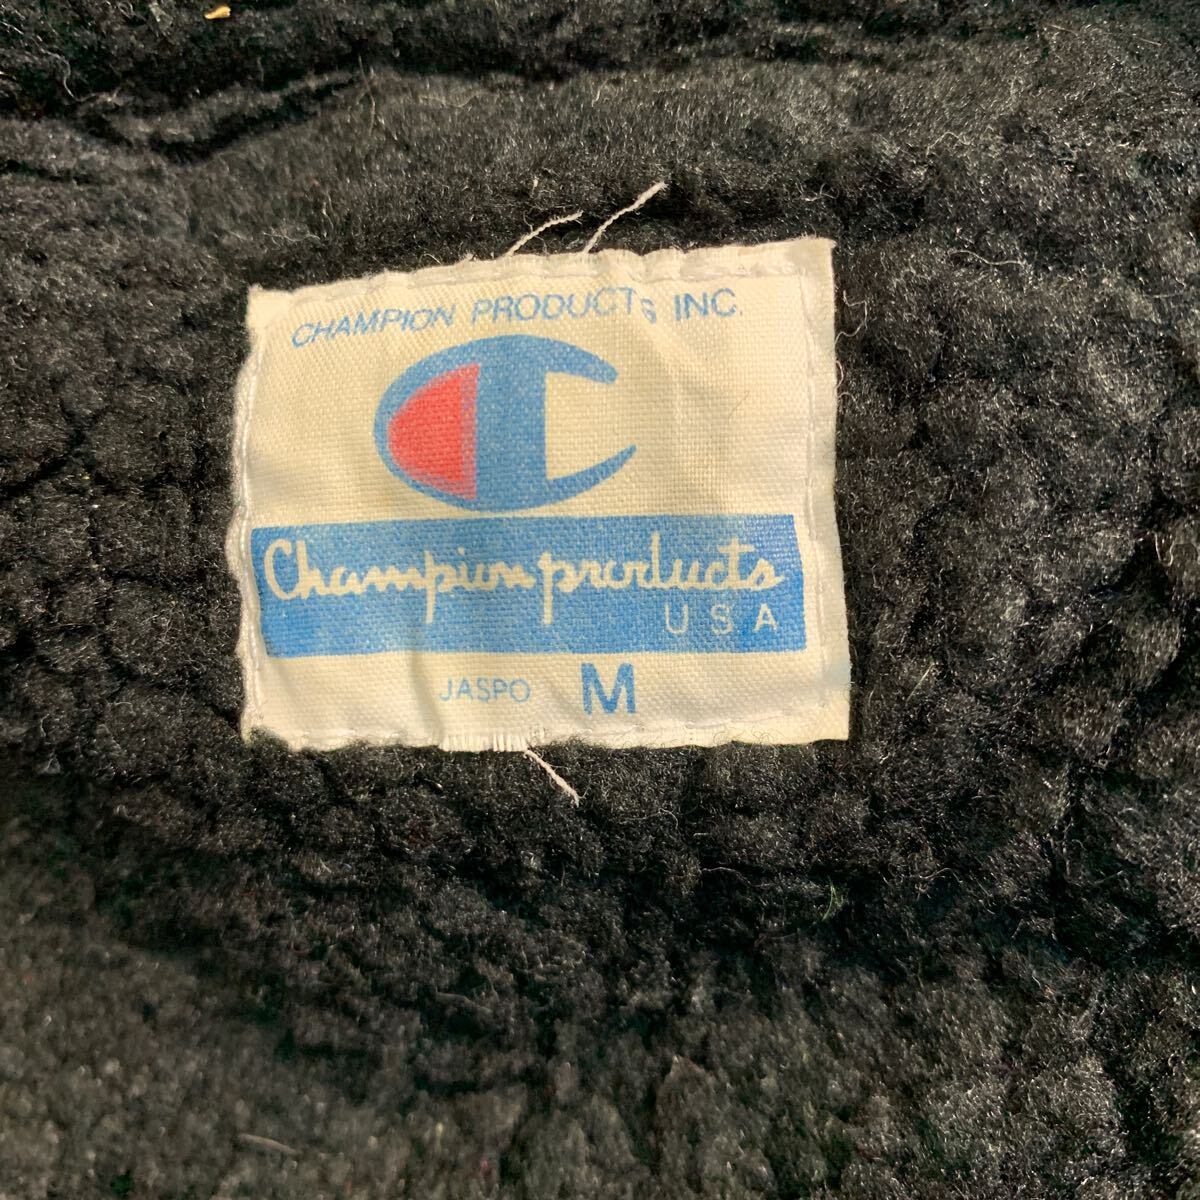 CHAMPION PRODUCTS INC.
Champion products
USA
JASPO M